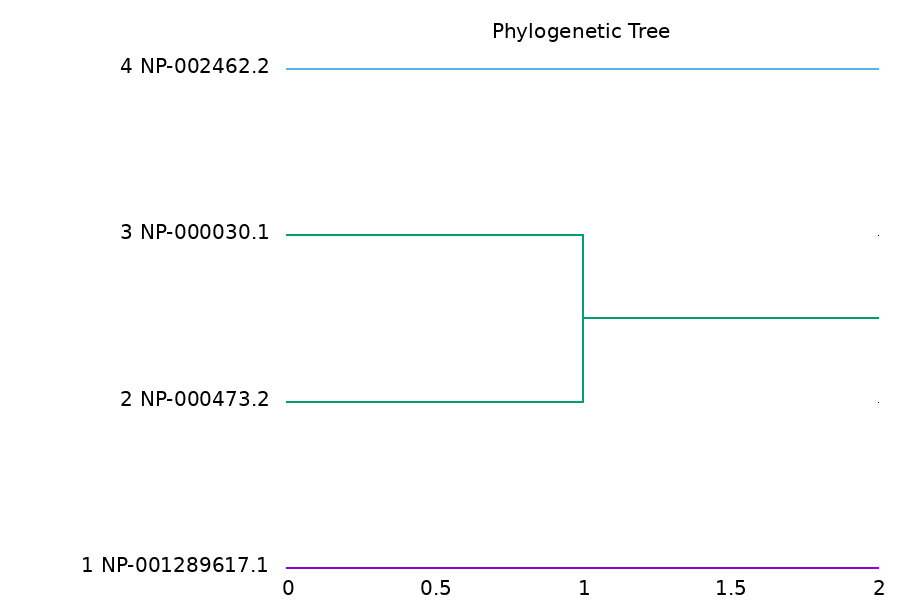 Phylogenetic Tree
4 NP-002462.2
3 NP-000030.1
2 NP-000473.2
1 NP-001289617.1
0 0.5 1 1.5 2